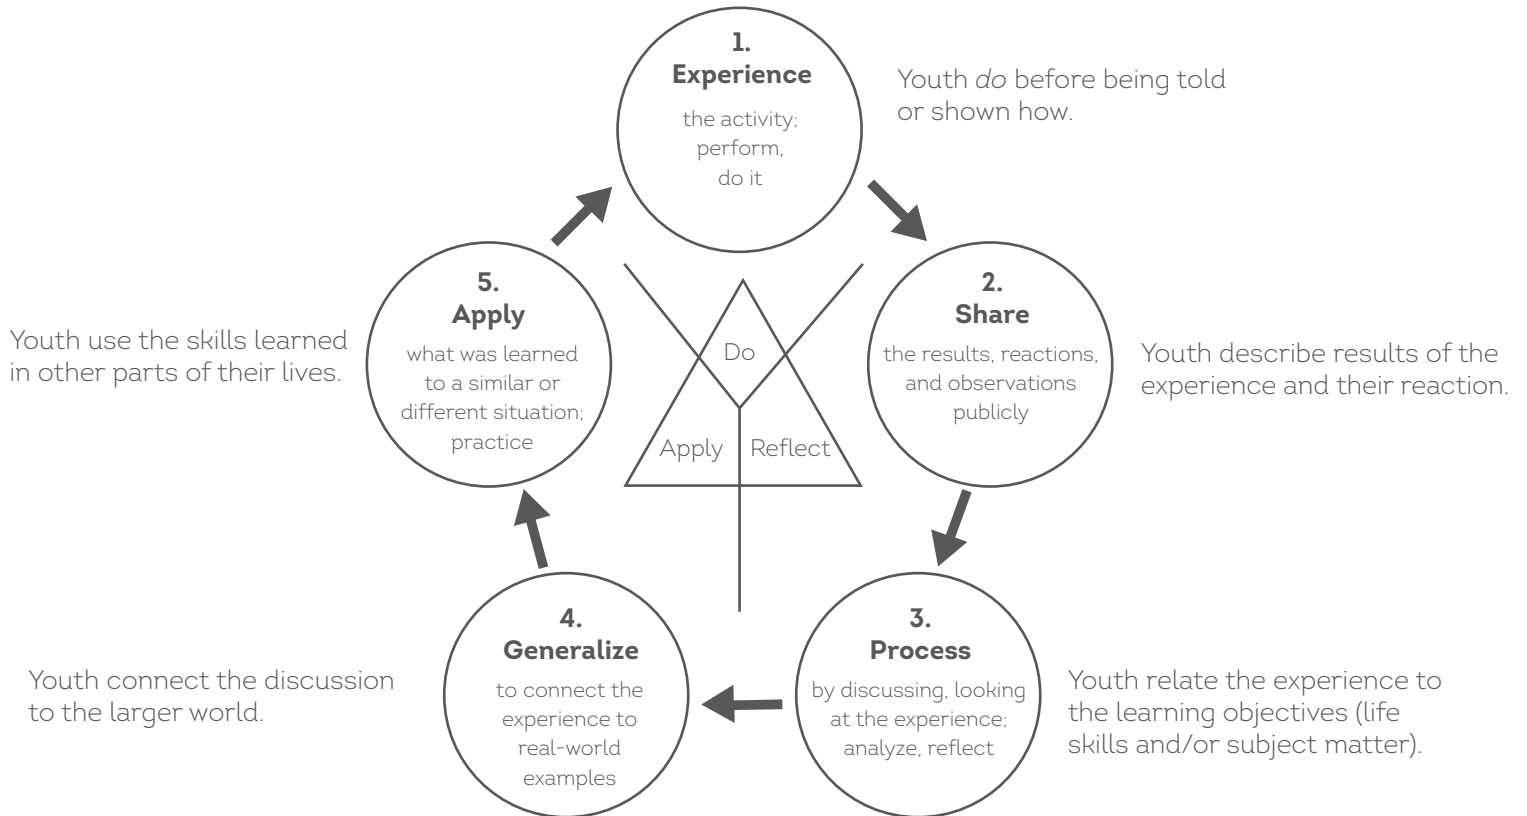 1.
Experience
the activity;
perform,
do it
Youth do before being told
or shown how.
2.
Share
the results, reactions,
and observations
publicly
Youth describe results of the
experience and their reaction.
3.
Process
by discussing, looking
at the experience;
analyze, reflect
Youth relate the experience to
the learning objectives (life
skills and/or subject matter).
4.
Generalize
to connect the
experience to
real-world
examples
Youth connect the discussion
to the larger world.
5.
Apply
what was learned
to a similar or
different situation;
practice
Youth use the skills learned
in other parts of their lives.
Do
Apply
Reflect